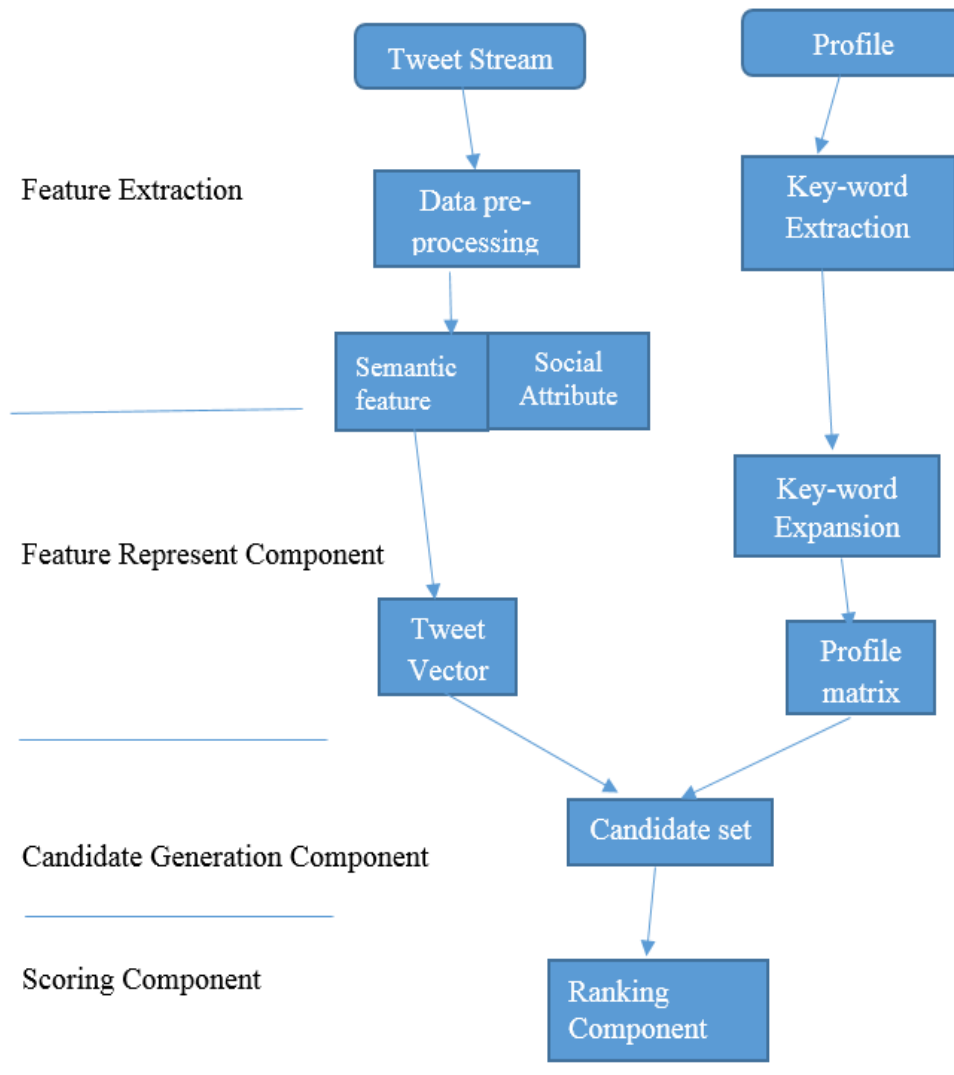 Tweet Stream
Profile
Feature Extraction
Data pre-
processing
Key-word
Extraction
Semantic
feature
Social
Attribute
Key-word
Expansion
Feature Represent Component
Tweet
Vector
Profile
matrix
Candidate set
Candidate Generation Component
Scoring Component
Ranking
Component